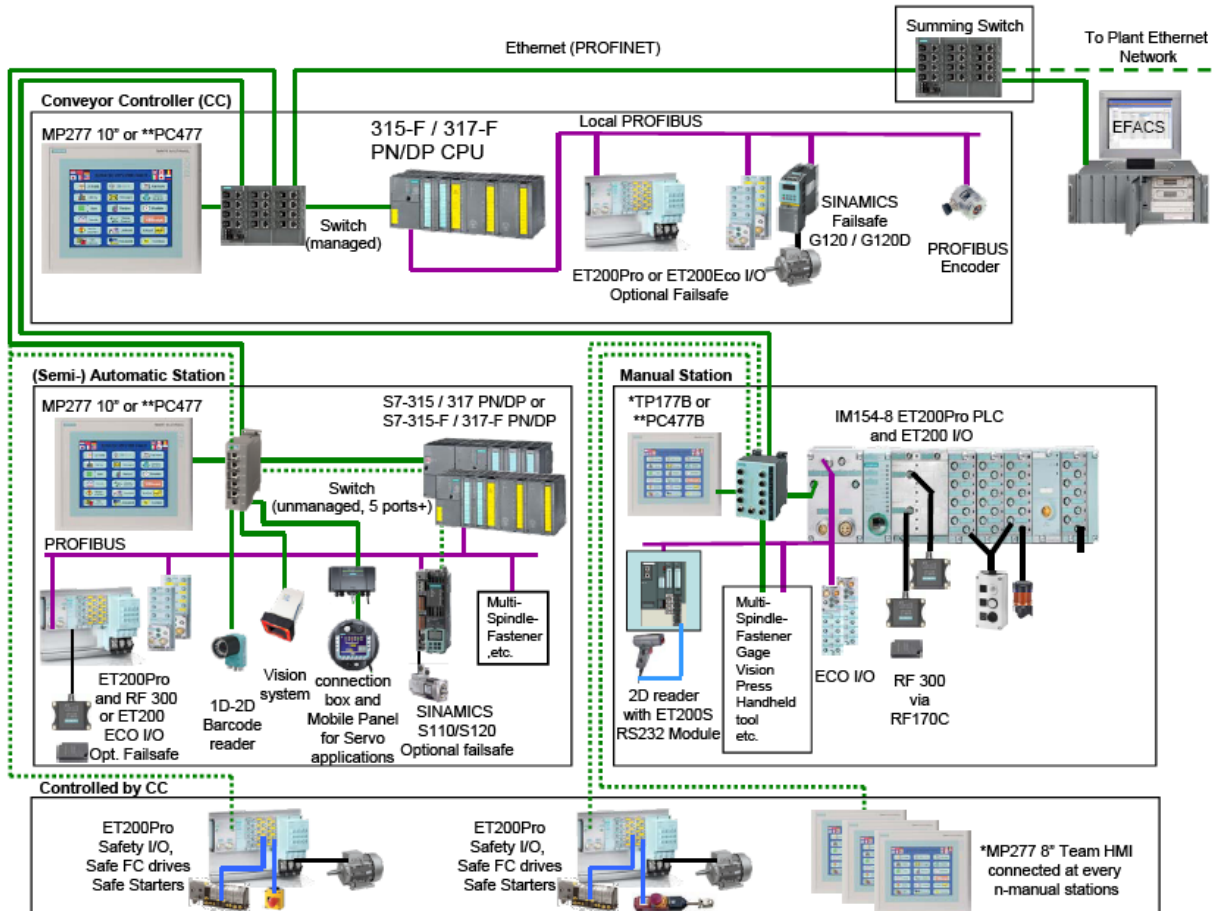 Summing Switch
Ethernet (PROFINET)
To Plant Ethernet
Network
EFACS
Conveyor Controller (CC)
MP277 10" or **PC477
315-F / 317-F
PN/DP CPU
Local PROFIBUS
Switch
(managed)
SINAMICS
Failsafe
G120 / G120D
ET200Pro or ET200Eco I/O
Optional Failsafe
PROFIBUS
Encoder
(Semi-) Automatic Station
MP277 10" or **PC477
S7-315 / 317 PN/DP or
S7-315-F / 317-F PN/DP
Switch
(unmanaged, 5 ports+)
PROFIBUS
Multi-
Spindle-
Fastener
,etc.
ET200Pro
and RF 300
or ET200
ECO I/O
Opt. Failsafe
1D-2D
Barcode
reader
Vision
system
connection
box and
Mobile Panel
for Servo
applications
SINAMICS
S110/S120
Optional failsafe
Manual Station
*TP177B or
**PC477B
IM154-8 ET200Pro PLC
and ET200 I/O
2D reader
with ET200S
RS232 Module
Multi-
Spindle-
Fastener
Gage
Vision
Press
Handheld
tool
etc.
ECO I/O
RF 300
via
RF170C
Controlled by CC
ET200Pro
Safety I/O,
Safe FC drives
Safe Starters
ET200Pro
Safety I/O,
Safe FC drives
Safe Starters
*MP277 8" Team HMI
connected at every
n-manual stations